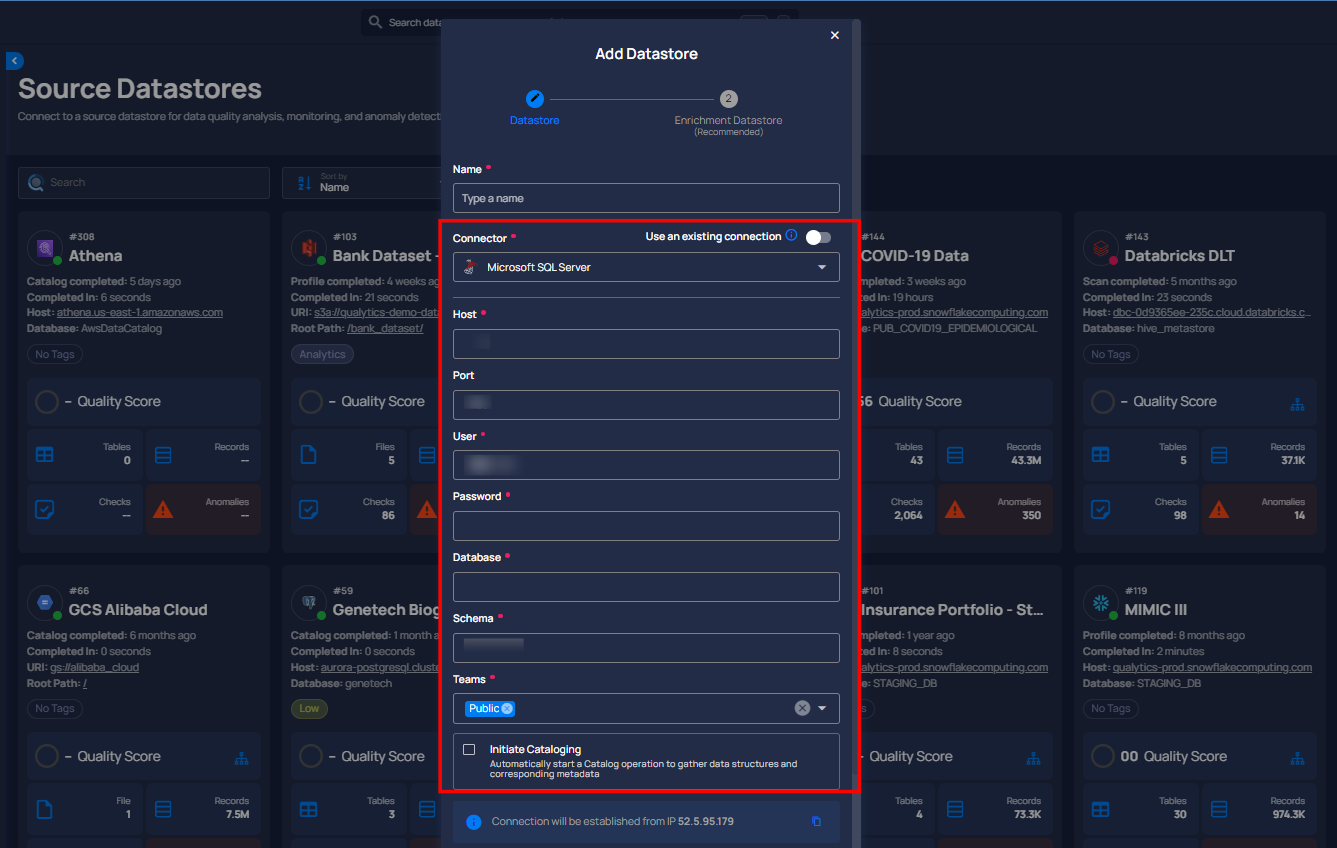 Search data
Add Datastore
2
Datastore
Enrichment Datastore
(Recommended)
Source Datastores
Connect to a source datastore for data quality analysis, monitoring, and anomaly detect
Search
Sort by
Name
Name *
Type a name
Connector *
Use an existing connection
Microsoft SQL Server
Host *
Port
User *
Password *
Database *
Schema *
Teams *
Public
Initiate Cataloging
Automatically start a Catalog operation to gather data structures and
corresponding metadata
Connection will be established from IP 52.5.95.179
#308
Athena
Catalog completed: 5 days ago
Completed In: 6 seconds
Host: athena.us-east-1.amazonaws.com
Database: AwsDataCatalog
No Tags
– Quality Score
Tables
0
Records
--
Checks
--
Anomalies
--
#103
Bank Dataset -
Profile completed: 4 weeks ag
Completed In: 21 seconds
URI: s3a://qualytics-demo-dat
Root Path: /bank_dataset/
Analytics
– Quality Score
Files
5
Checks
86
#144
COVID-19 Data
mpleted: 3 weeks ago
ed In: 19 hours
alytics-prod.snowflakecomputing.com
e: PUB_COVID19_EPIDEMIOLOGICAL
56 Quality Score
Tables
43
Records
43.3M
Checks
2,064
Anomalies
350
#143
Databricks DLT
Scan completed: 5 months ago
Completed In: 23 seconds
Host: dbc-0d9365ee-235c.cloud.databricks.c...
Database: hive_metastore
No Tags
– Quality Score
Tables
5
Records
37.1K
Checks
98
Anomalies
14
#66
GCS Alibaba Cloud
Catalog completed: 6 months ago
Completed In: 0 seconds
URI: gs://alibaba_cloud
Root Path: /
No Tags
– Quality Score
File
1
Records
7.5M
#59
Genetech Biog
Catalog completed: 1 month a
Completed In: 0 seconds
Host: aurora-postgresql.cluste
Database: genetech
Low
– Quality Score
Tables
3
#101
Insurance Portfolio - St...
mpleted: 1 year ago
ed In: 8 seconds
alytics-prod.snowflakecomputing.com
e: STAGING_DB
s
Quality Score
Tables
4
Records
73.3K
#119
MIMIC III
Profile completed: 8 months ago
Completed In: 2 minutes
Host: qualytics-prod.snowflakecomputing.com
Database: STAGING_DB
No Tags
00 Quality Score
Tables
30
Records
974.3K